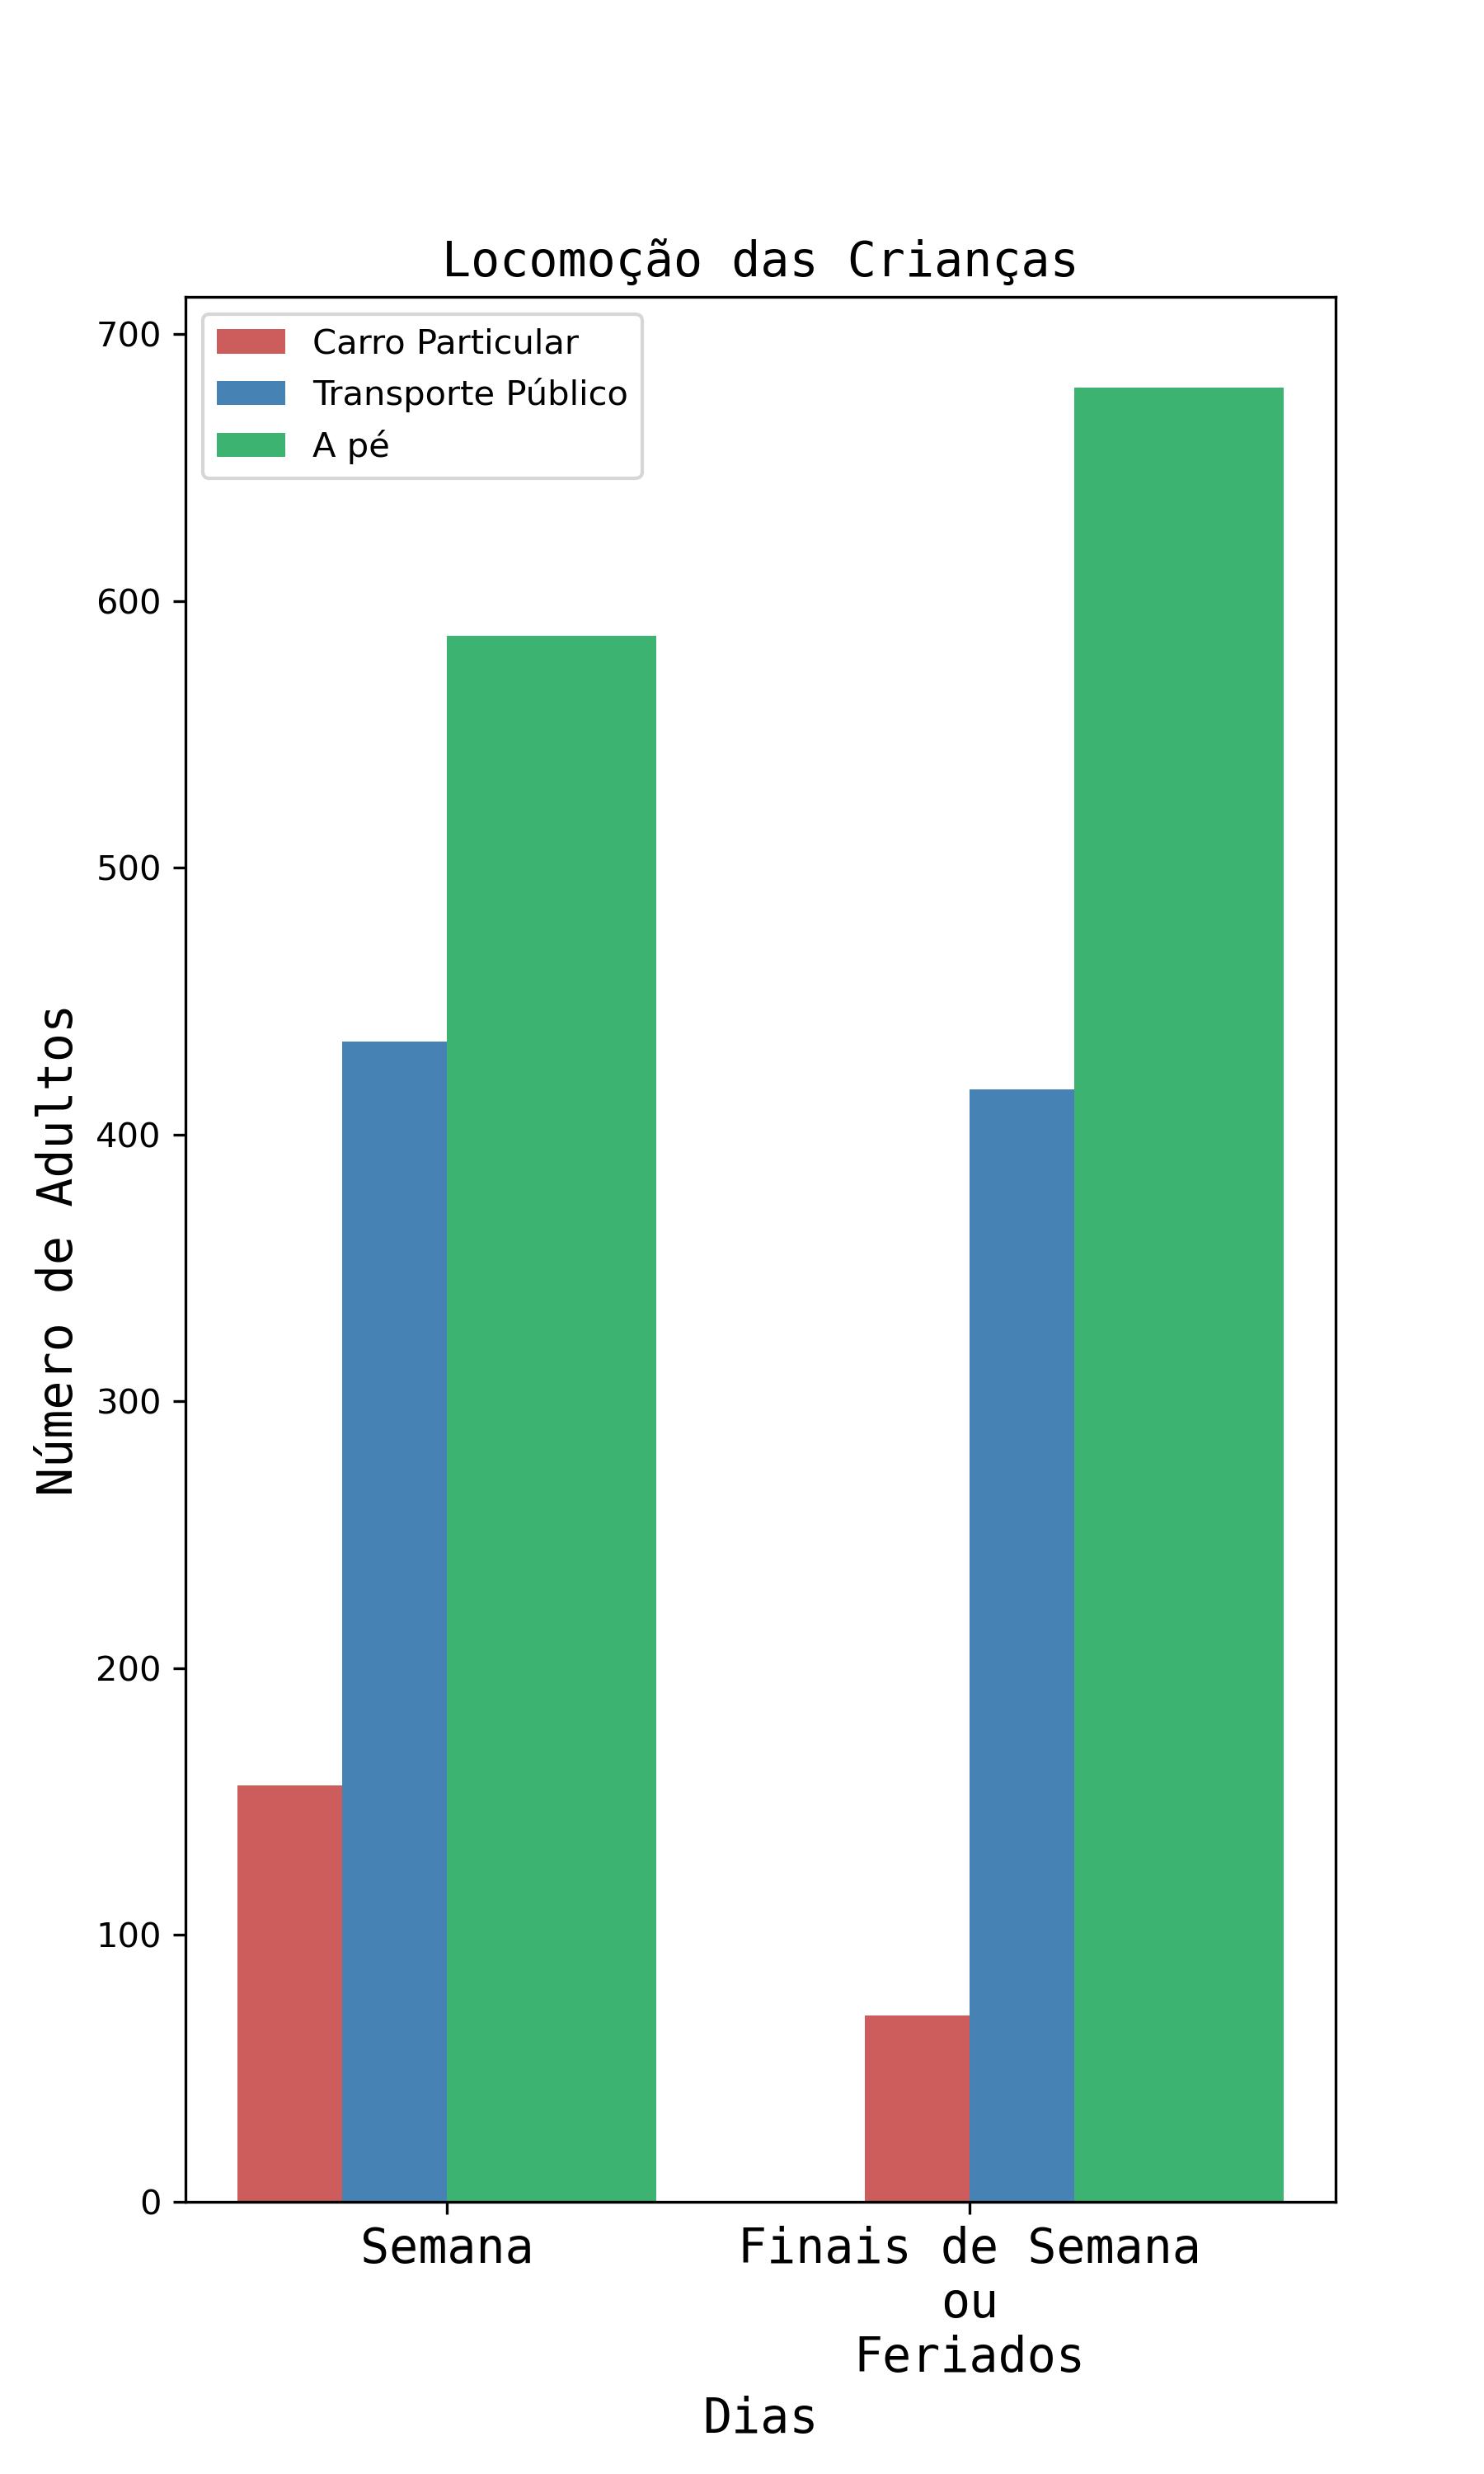 Locomoção das Crianças
Carro Particular
Transporte Público
A pé
700
600
500
400
300
200
100
0
Número de Adultos
Semana
Finais de Semana
ou
Feriados
Dias